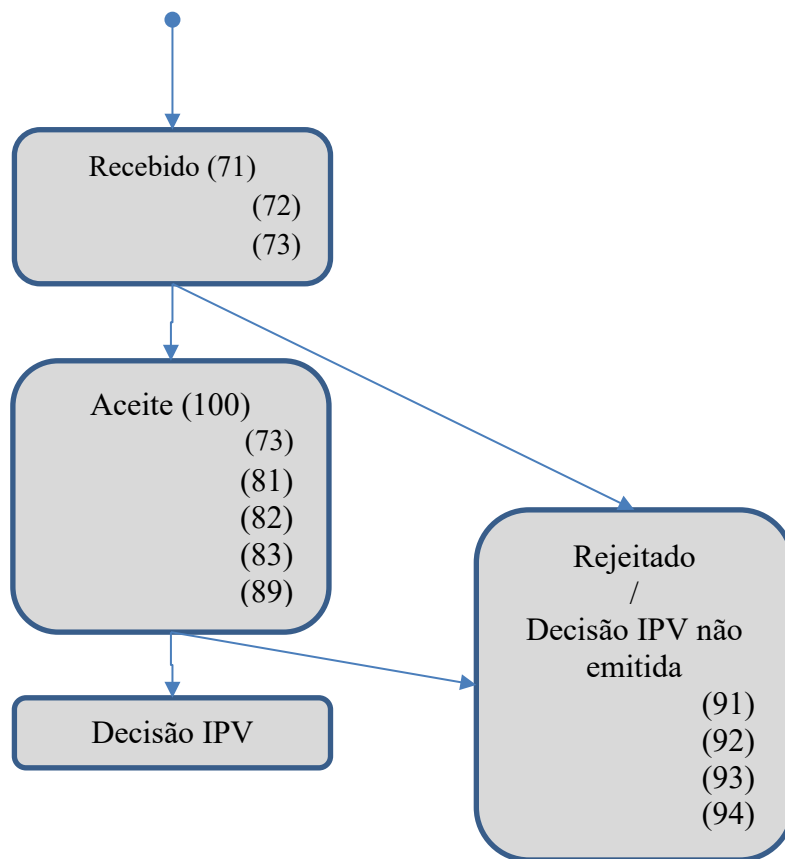 Recebido (71)
(72)
(73)
Aceite (100)
(73)
(81)
(82)
(83)
(89)
Decisão IPV
Rejeitado
/
Decisão IPV não
emitida
(91)
(92)
(93)
(94)